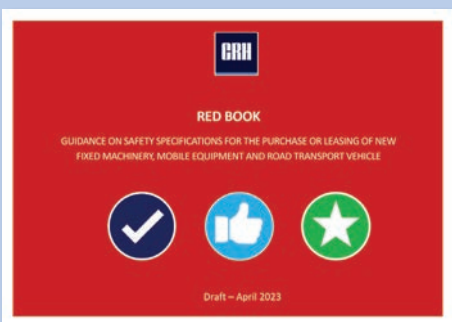 CRH
RED BOOK
GUIDANCE ON SAFETY SPECIFICATIONS FOR THE PURCHASE OR LEASING OF NEW
FIXED MACHINERY, MOBILE EQUIPMENT AND ROAD TRANSPORT VEHICLE
Draft – April 2023